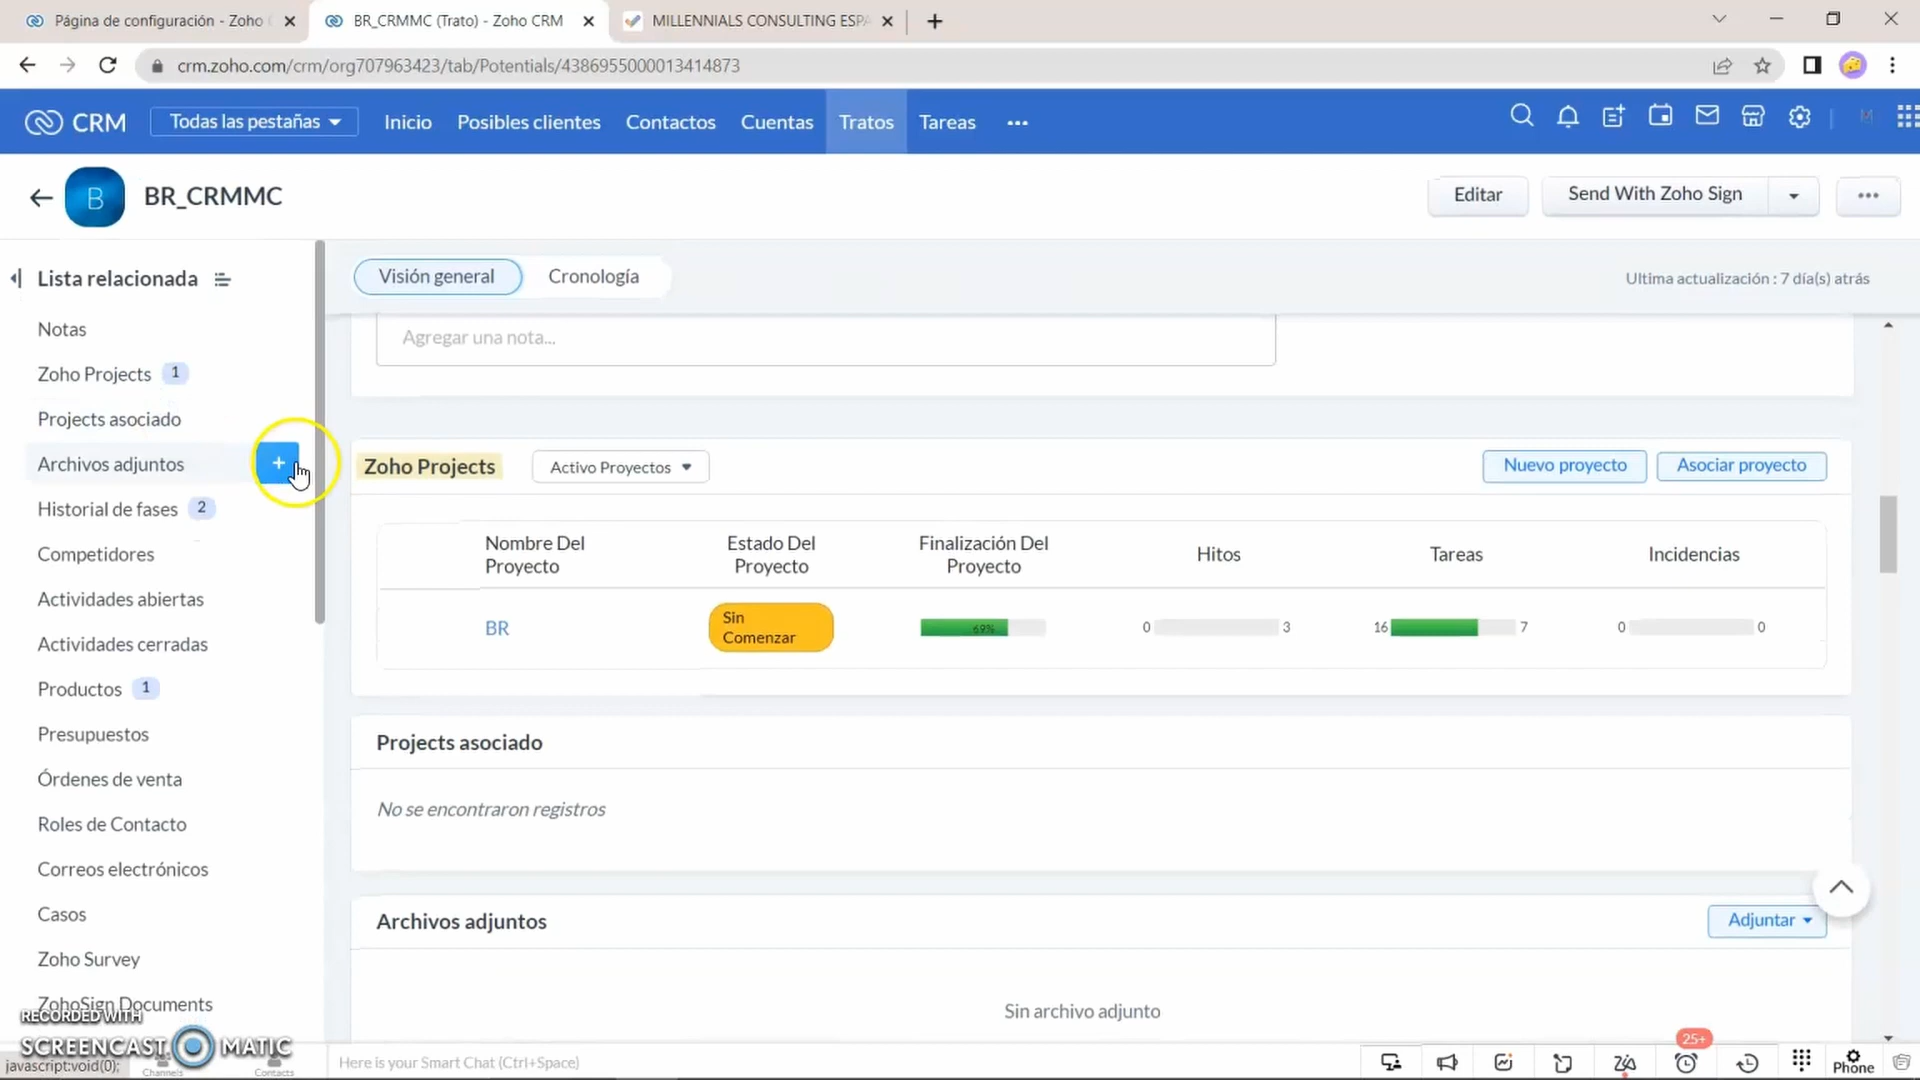 Página de configuración - Zoho
BR_CRMMC (Trato) - Zoho CRM
MILLENNIALS CONSULTING ESPA
crm.zoho.com/crm/org707963423/tab/Potentials/4386955000013414873
CRM
Todas las pestañas
Inicio
Posibles clientes
Contactos
Cuentas
Tratos
Tareas
B
BR_CRMMC
Editar
Send With Zoho Sign
Lista relacionada
Visión general
Cronología
Ultima actualización : 7 día(s) atrás
Notas
Agregar una nota...
Zoho Projects 1
Projects asociado
Archivos adjuntos
Historial de fases 2
Competidores
Actividades abiertas
Actividades cerradas
Productos 1
Presupuestos
Órdenes de venta
Roles de Contacto
Correos electrónicos
Casos
Zoho Survey
ZohoSign Documents
Zoho Projects
Activo Proyectos
Nuevo proyecto
Asociar proyecto
Nombre Del Proyecto
Estado Del Proyecto
Finalización Del Proyecto
Hitos
Tareas
Incidencias
BR
Sin Comenzar
69%
0 3
16 7
0 0
Projects asociado
No se encontraron registros
Archivos adjuntos
Adjuntar
Sin archivo adjunto
RECORDED WITH
SCREENCAST MATIC
javascript:void(0);
Channels
Contacts
Here is your Smart Chat (Ctrl+Space)
25+
Phone